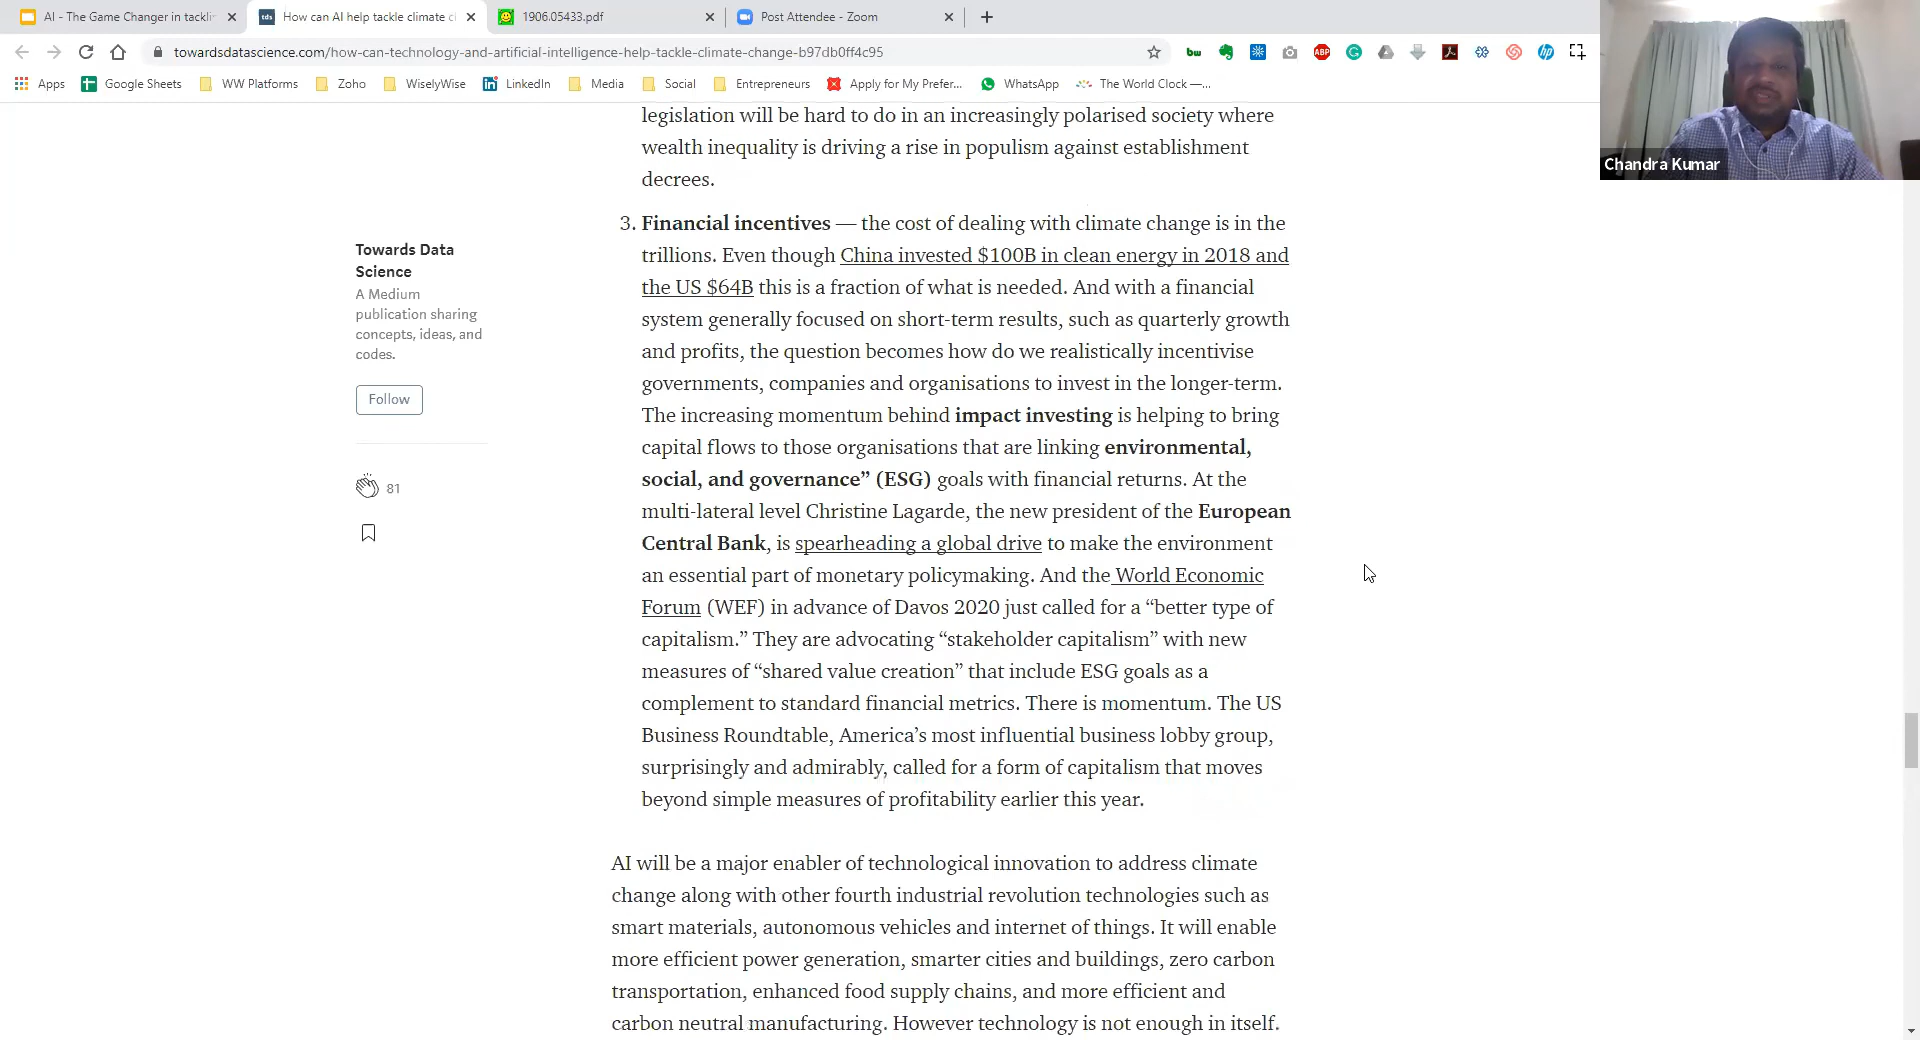 AI - The Game Changer in tackli
How can AI help tackle climate c
1906.05433.pdf
Post Attendee - Zoom
towardsdatascience.com/how-can-technology-and-artificial-intelligence-help-tackle-climate-change-b97db0ff4c95
Apps
Google Sheets
WW Platforms
Zoho
WiselyWise
LinkedIn
Media
Social
Entrepreneurs
Apply for My Prefer...
WhatsApp
The World Clock —...
Chandra Kumar
Towards Data
Science
A Medium
publication sharing
concepts, ideas, and
codes.
Follow
81
legislation will be hard to do in an increasingly polarised society where
wealth inequality is driving a rise in populism against establishment
decrees.
3. Financial incentives — the cost of dealing with climate change is in the
trillions. Even though China invested $100B in clean energy in 2018 and
the US $64B this is a fraction of what is needed. And with a financial
system generally focused on short-term results, such as quarterly growth
and profits, the question becomes how do we realistically incentivise
governments, companies and organisations to invest in the longer-term.
The increasing momentum behind impact investing is helping to bring
capital flows to those organisations that are linking environmental,
social, and governance” (ESG) goals with financial returns. At the
multi-lateral level Christine Lagarde, the new president of the European
Central Bank, is spearheading a global drive to make the environment
an essential part of monetary policymaking. And the World Economic
Forum (WEF) in advance of Davos 2020 just called for a “better type of
capitalism.” They are advocating “stakeholder capitalism” with new
measures of “shared value creation” that include ESG goals as a
complement to standard financial metrics. There is momentum. The US
Business Roundtable, America’s most influential business lobby group,
surprisingly and admirably, called for a form of capitalism that moves
beyond simple measures of profitability earlier this year.
AI will be a major enabler of technological innovation to address climate
change along with other fourth industrial revolution technologies such as
smart materials, autonomous vehicles and internet of things. It will enable
more efficient power generation, smarter cities and buildings, zero carbon
transportation, enhanced food supply chains, and more efficient and
carbon neutral manufacturing. However technology is not enough in itself.